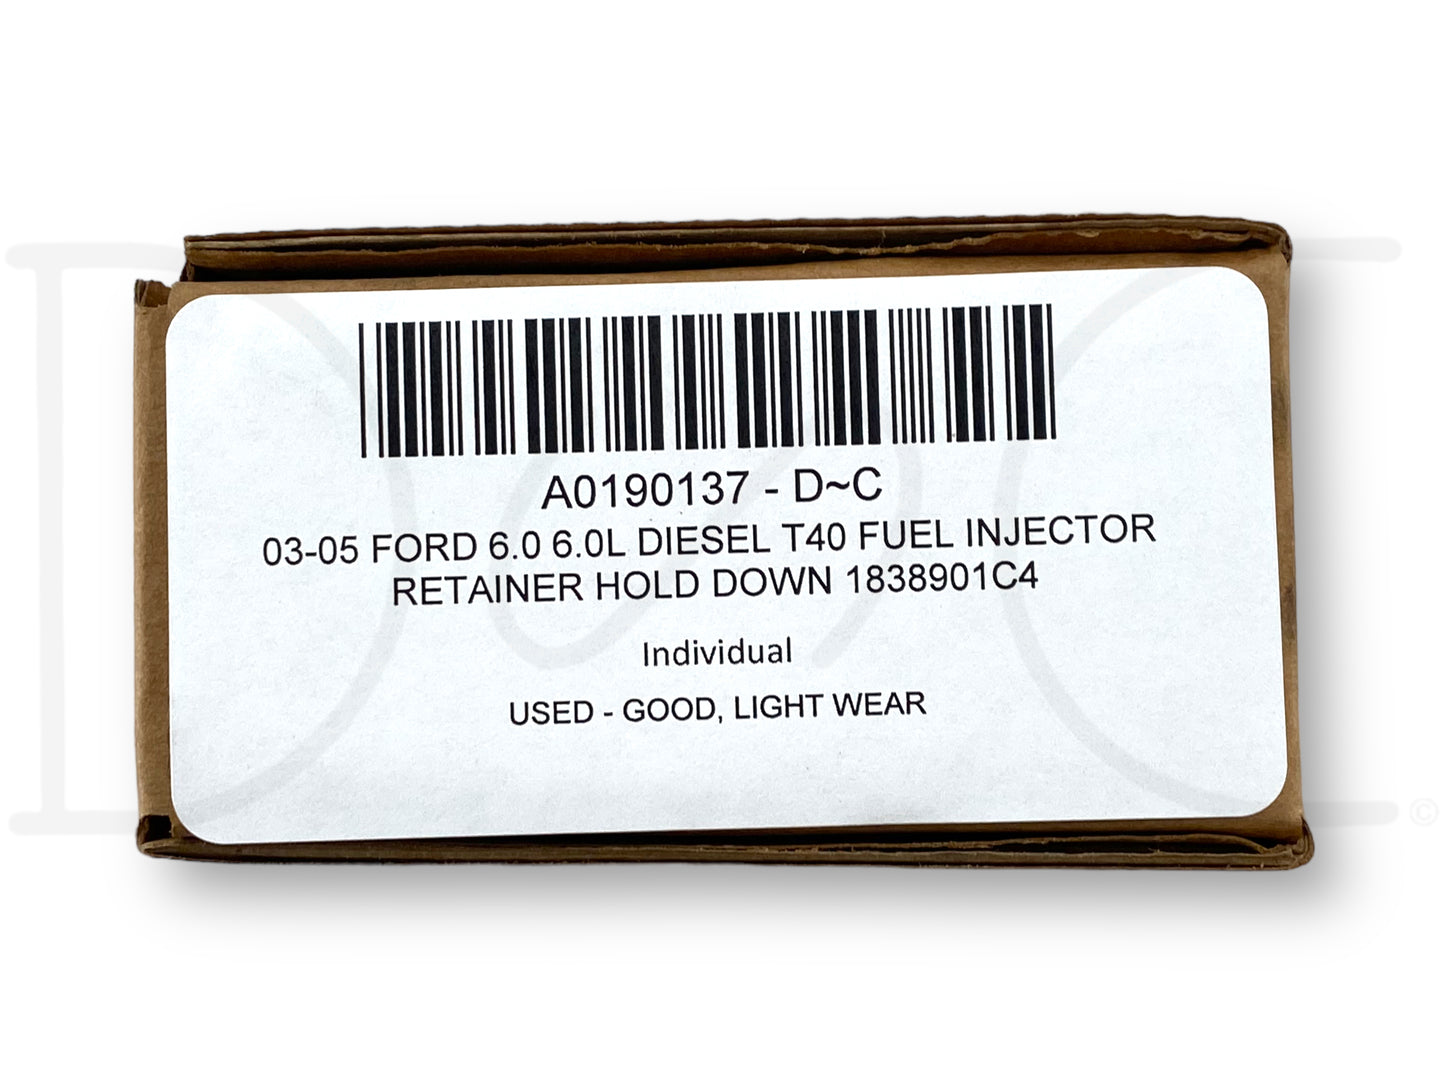 A0190137 - D~C
03-05 FORD 6.0 6.0L DIESEL T40 FUEL INJECTOR
RETAINER HOLD DOWN 1838901C4
Individual
USED - GOOD, LIGHT WEAR